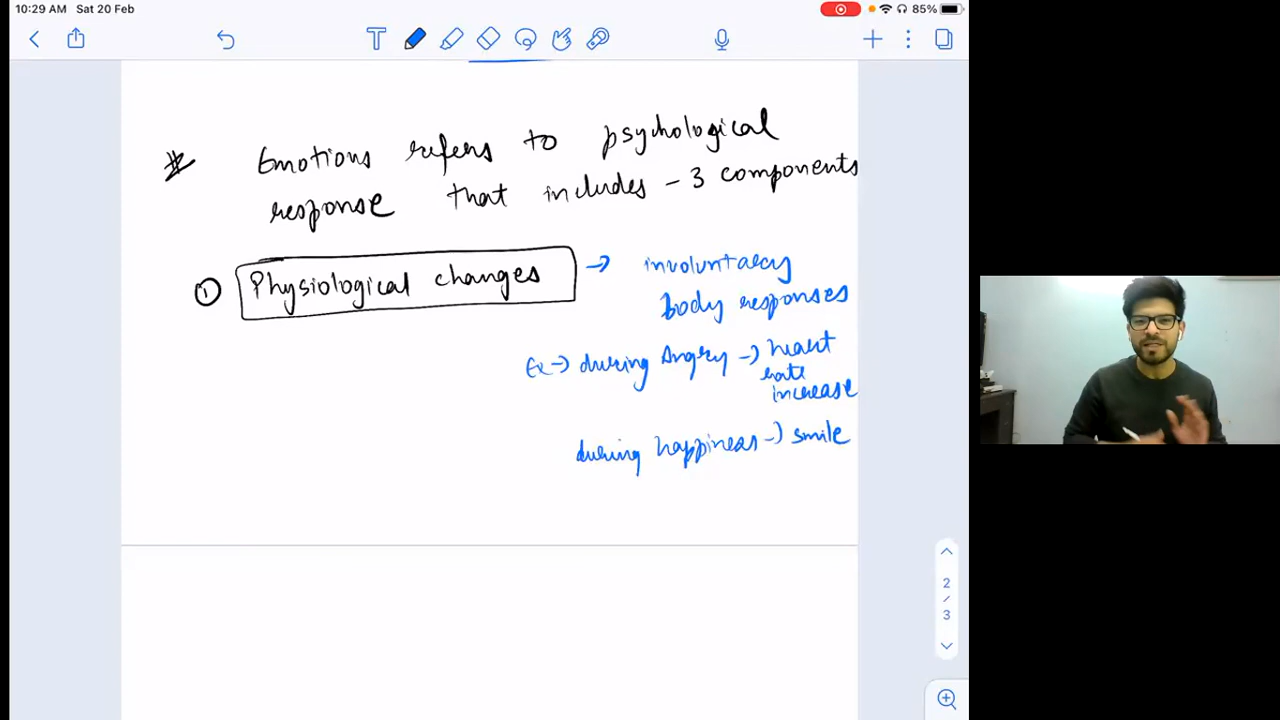 10:29 AM Sat 20 Feb
85%
Emotions refers to psychological
response that includes - 3 components
① Physiological changes → involuntary
body responses
Ex → during Angry → heart
rate
increase
during happiness → smile
2
/
3